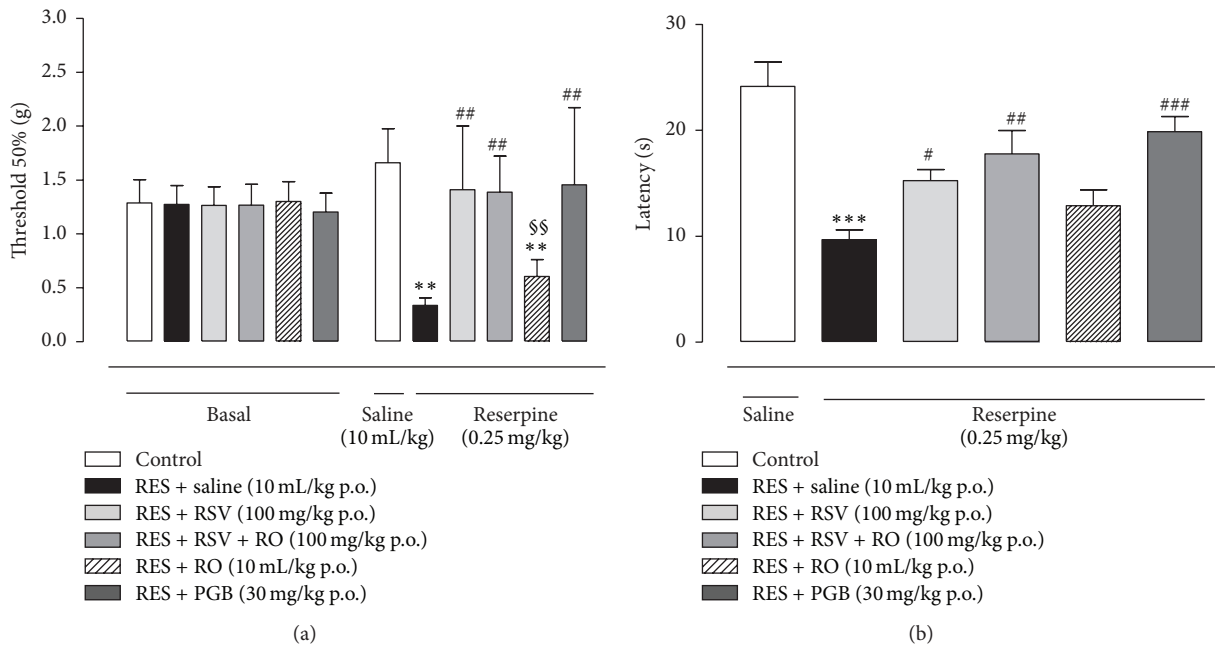 3.0
2.5
2.0
1.5
1.0
0.5
0.0
Threshold 50% (g)
**
##
##
§§
**
##
Basal
Saline
(10 mL/kg)
Reserpine
(0.25 mg/kg)
Control
RES + saline (10 mL/kg p.o.)
RES + RSV (100 mg/kg p.o.)
RES + RSV + RO (100 mg/kg p.o.)
RES + RO (10 mL/kg p.o.)
RES + PGB (30 mg/kg p.o.)
(a)
30
20
10
0
Latency (s)
***
#
##
###
Saline
Reserpine
(0.25 mg/kg)
Control
RES + saline (10 mL/kg p.o.)
RES + RSV (100 mg/kg p.o.)
RES + RSV + RO (100 mg/kg p.o.)
RES + RO (10 mL/kg p.o.)
RES + PGB (30 mg/kg p.o.)
(b)